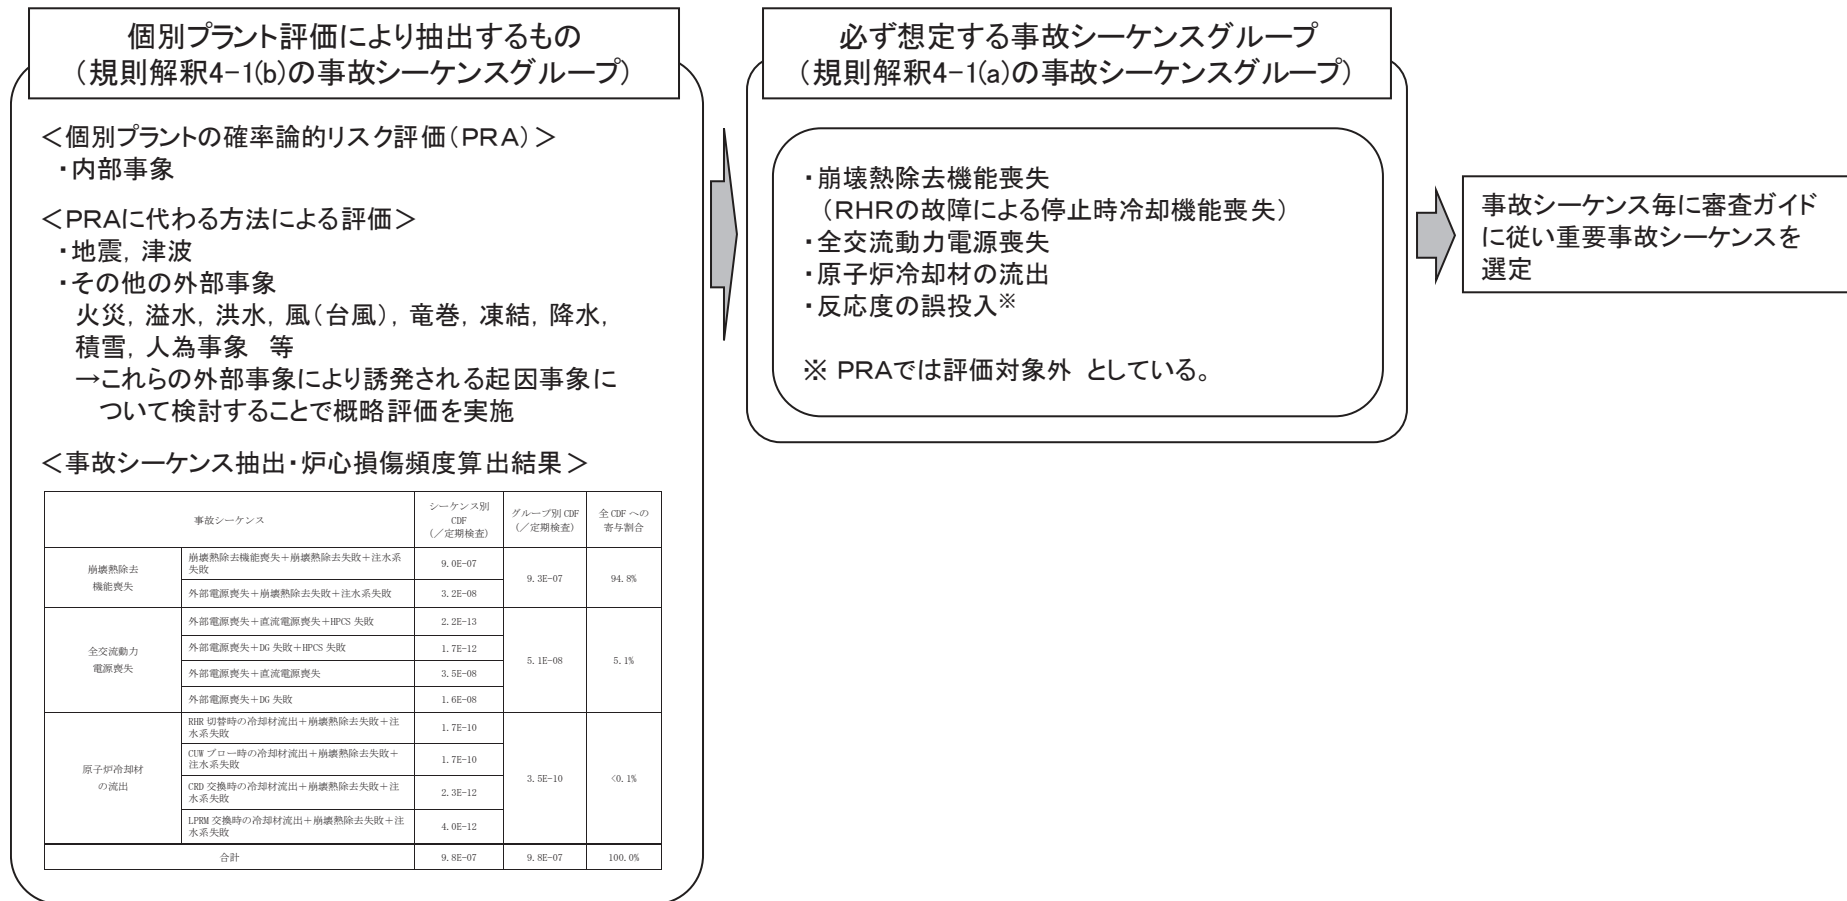 個別プラント評価により抽出するもの
（規則解釈4-1(b)の事故シーケンスグループ）
＜個別プラントの確率論的リスク評価（PRA）＞
・内部事象
＜PRAに代わる方法による評価＞
・地震，津波
・その他の外部事象
火災，溢水，洪水，風（台風），竜巻，凍結，降水，
積雪，人為事象　等
→これらの外部事象により誘発される起因事象に
ついて検討することで概略評価を実施
＜事故シーケンス抽出・炉心損傷頻度算出結果＞
事故シーケンス
シーケンス別
CDF
(／定期検査)
グループ別 CDF
(／定期検査)
全 CDF への
寄与割合
崩壊熱除去
機能喪失
崩壊熱除去機能喪失＋崩壊熱除去失敗＋注水系
失敗
9.0E-07
9.3E-07
94.8%
外部電源喪失＋崩壊熱除去失敗＋注水系失敗
3.2E-08
全交流動力
電源喪失
外部電源喪失＋直流電源喪失＋HPCS 失敗
2.2E-13
5.1E-08
5.1%
外部電源喪失＋DG 失敗＋HPCS 失敗
1.7E-12
外部電源喪失＋直流電源喪失
3.5E-08
外部電源喪失＋DG 失敗
1.6E-08
原子炉冷却材
の流出
RHR 切替時の冷却材流出＋崩壊熱除去失敗＋注
水系失敗
1.7E-10
3.5E-10
<0.1%
CUW ブロー時の冷却材流出＋崩壊熱除去失敗＋
注水系失敗
1.7E-10
CRD 交換時の冷却材流出＋崩壊熱除去失敗＋注
水系失敗
2.3E-12
LPRM 交換時の冷却材流出＋崩壊熱除去失敗＋注
水系失敗
4.0E-12
合計
9.8E-07
9.8E-07
100.0%
必ず想定する事故シーケンスグループ
（規則解釈4-1(a)の事故シーケンスグループ）
・崩壊熱除去機能喪失
（RHRの故障による停止時冷却機能喪失）
・全交流動力電源喪失
・原子炉冷却材の流出
・反応度の誤投入※
※ PRAでは評価対象外 としている。
事故シーケンス毎に審査ガイド
に従い重要事故シーケンスを
選定